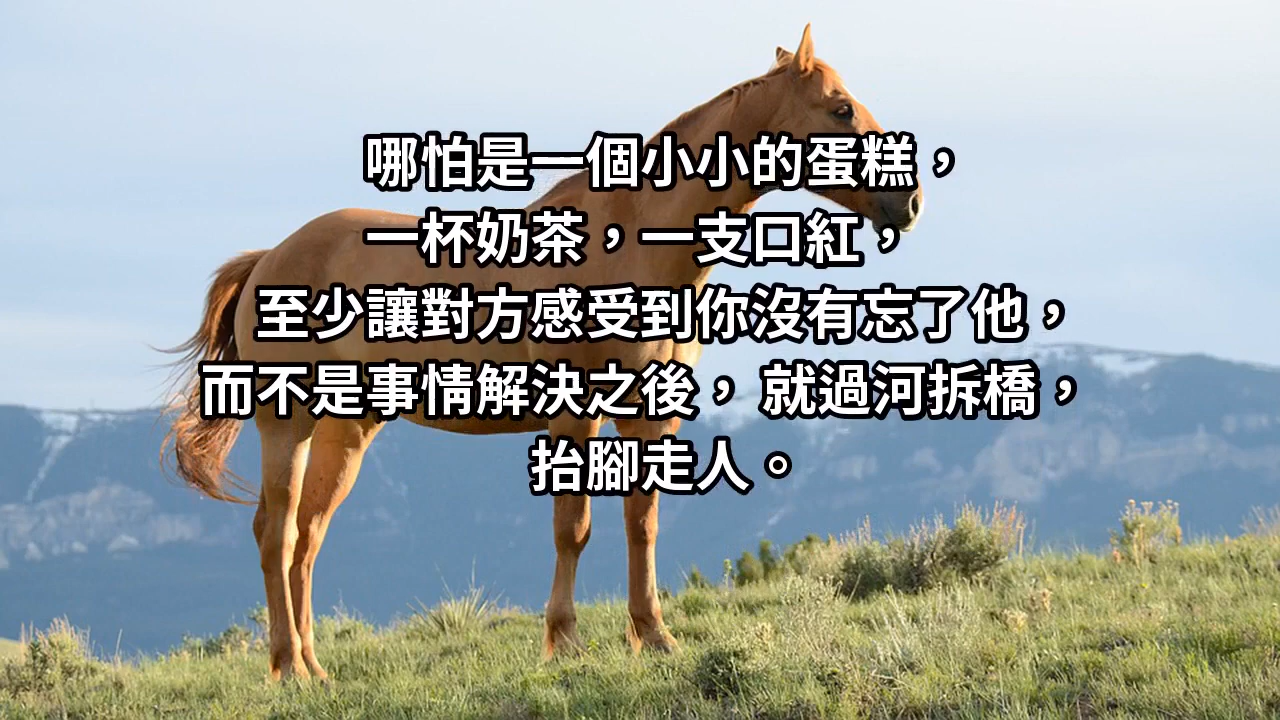 哪怕是一個小小的蛋糕，
一杯奶茶，一支口紅，
至少讓對方感受到你沒有忘了他，
而不是事情解決之後， 就過河拆橋，
抬腳走人。